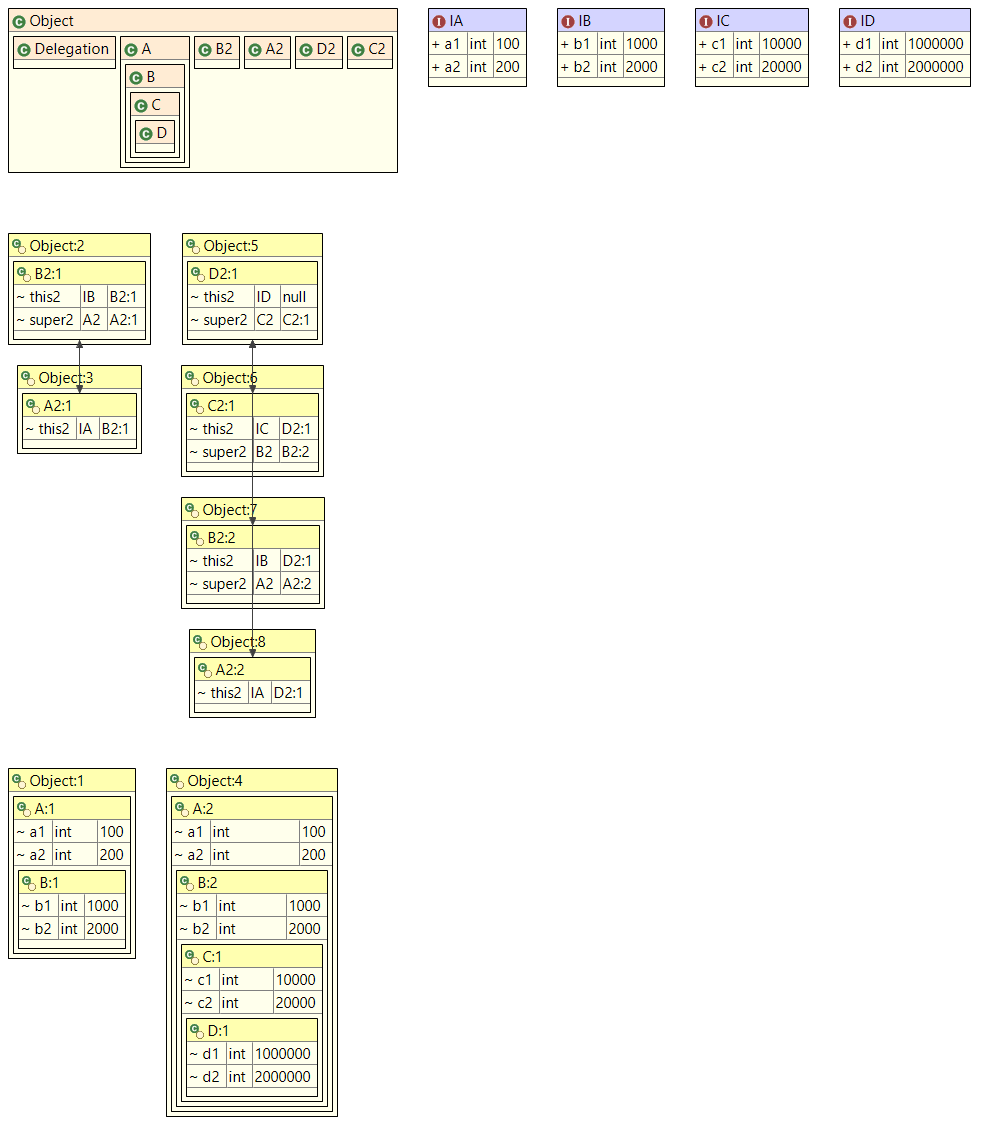 Object
Delegation A B2 A2 D2 C2
B
C
D
IA
+ a1 int 100
+ a2 int 200
IB
+ b1 int 1000
+ b2 int 2000
IC
+ c1 int 10000
+ c2 int 20000
ID
+ d1 int 1000000
+ d2 int 2000000
Object:2
B2:1
~ this2 IB B2:1
~ super2 A2 A2:1
Object:3
A2:1
~ this2 IA B2:1
Object:5
D2:1
~ this2 ID null
~ super2 C2 C2:1
Object:6
C2:1
~ this2 IC D2:1
~ super2 B2 B2:2
Object:7
B2:2
~ this2 IB D2:1
~ super2 A2 A2:2
Object:8
A2:2
~ this2 IA D2:1
Object:1
A:1
~ a1 int 100
~ a2 int 200
B:1
~ b1 int 1000
~ b2 int 2000
Object:4
A:2
~ a1 int 100
~ a2 int 200
B:2
~ b1 int 1000
~ b2 int 2000
C:1
~ c1 int 10000
~ c2 int 20000
D:1
~ d1 int 1000000
~ d2 int 2000000